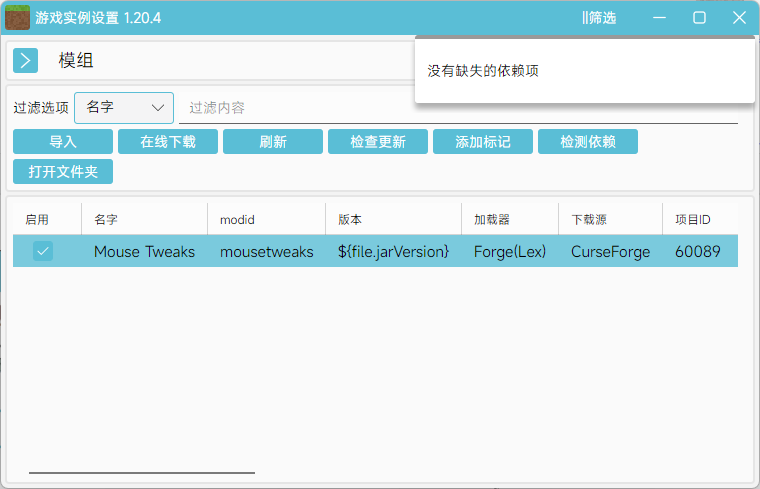 游戏实例设置 1.20.4
||筛选
模组
没有缺失的依赖项
过滤选项 名字 过滤内容
导入 在线下载 刷新 检查更新 添加标记 检测依赖
打开文件夹
启用 名字 modid 版本 加载器 下载源 项目ID
Mouse Tweaks mousetweaks ${file.jarVersion} Forge(Lex) CurseForge 60089